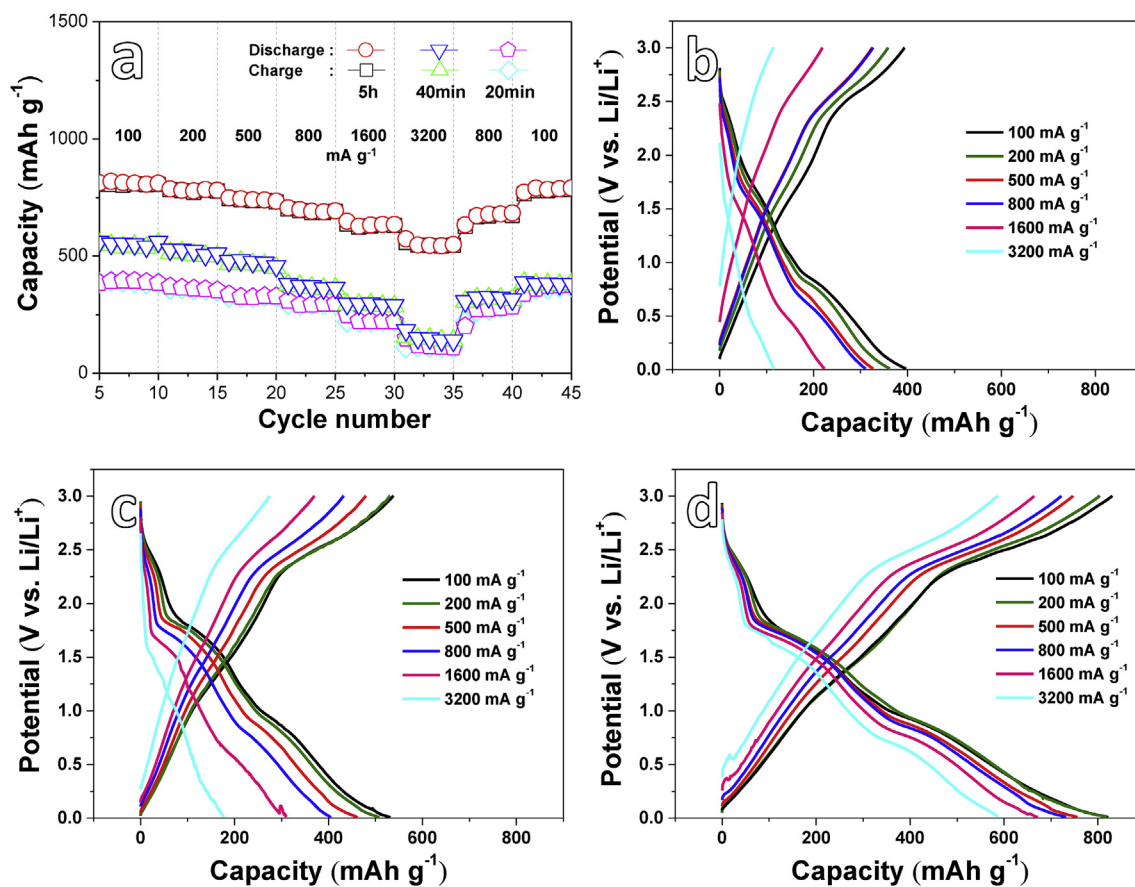 a
Capacity (mAh g-1)
1500
1000
500
0
Discharge :
Charge :
5h 40min 20min
100 200 500 800 1600 3200 800 100
mA g-1
5 10 15 20 25 30 35 40 45
Cycle number
b
Potential (V vs. Li/Li+)
3.0
2.5
2.0
1.5
1.0
0.5
0.0
100 mA g-1
200 mA g-1
500 mA g-1
800 mA g-1
1600 mA g-1
3200 mA g-1
0 200 400 600 800
Capacity (mAh g-1)
c
Potential (V vs. Li/Li+)
3.0
2.5
2.0
1.5
1.0
0.5
0.0
100 mA g-1
200 mA g-1
500 mA g-1
800 mA g-1
1600 mA g-1
3200 mA g-1
0 200 400 600 800
Capacity (mAh g-1)
d
Potential (V vs. Li/Li+)
3.0
2.5
2.0
1.5
1.0
0.5
0.0
100 mA g-1
200 mA g-1
500 mA g-1
800 mA g-1
1600 mA g-1
3200 mA g-1
0 200 400 600 800
Capacity (mAh g-1)